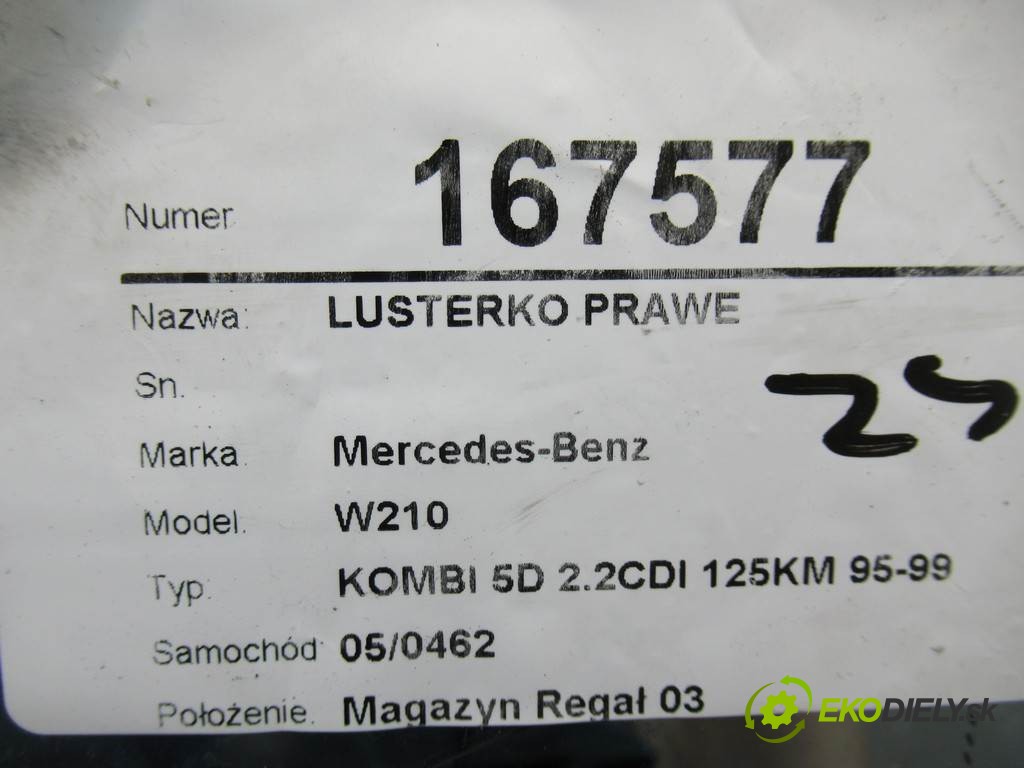 Numer 167577
Nazwa: LUSTERKO PRAWE
Sn.
Marka Mercedes-Benz
Model. W210
Typ: KOMBI 5D 2.2CDI 125KM 95-99
Samochód 05/0462
Położenie. Magazyn Regał 03
EKODIELY.sk